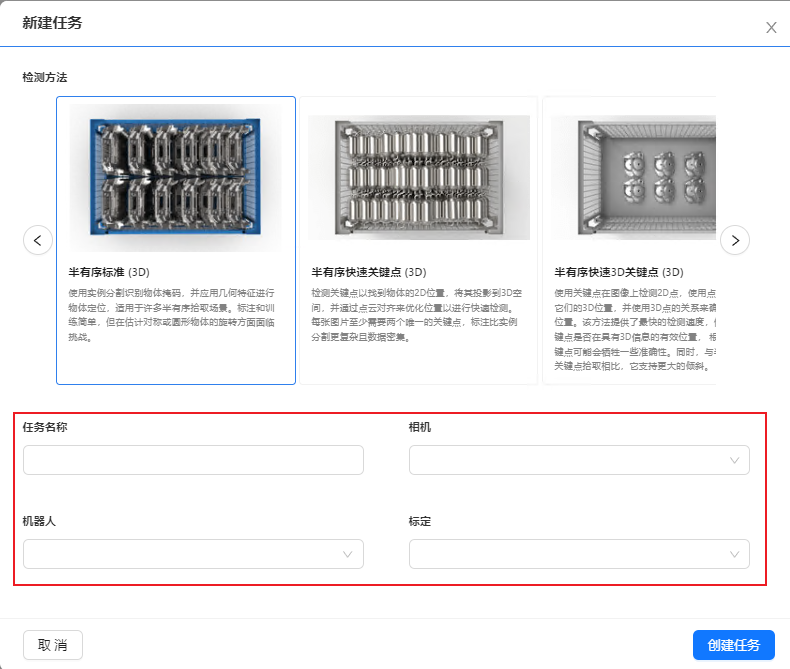 新建任务
检测方法
半有序标准 (3D)
使用实例分割识别物体掩码，并应用几何特征进行
物体定位，适用于许多半有序拾取场景。标注和训
练简单，但在估计对称或圆形物体的旋转方面面临
挑战。
半有序快速关键点 (3D)
检测关键点以找到物体的2D位置，将其投影到3D空
间，并通过点云对齐来优化位置以进行快速检测。
每张图片至少需要两个唯一的关键点，标注比实例
分割更复杂且数据密集。
半有序快速3D关键点 (3D)
使用关键点在图像上检测2D点，使用点
它们的3D位置，并使用3D点的关系来确
位置。该方法提供了最快的检测速度，
键点是否在具有3D信息的有效位置， 
键点可能会牺牲一些准确性。同时，与
关键点拾取相比，它支持更大的倾斜。
任务名称
相机
机器人
标定
取 消
创建任务